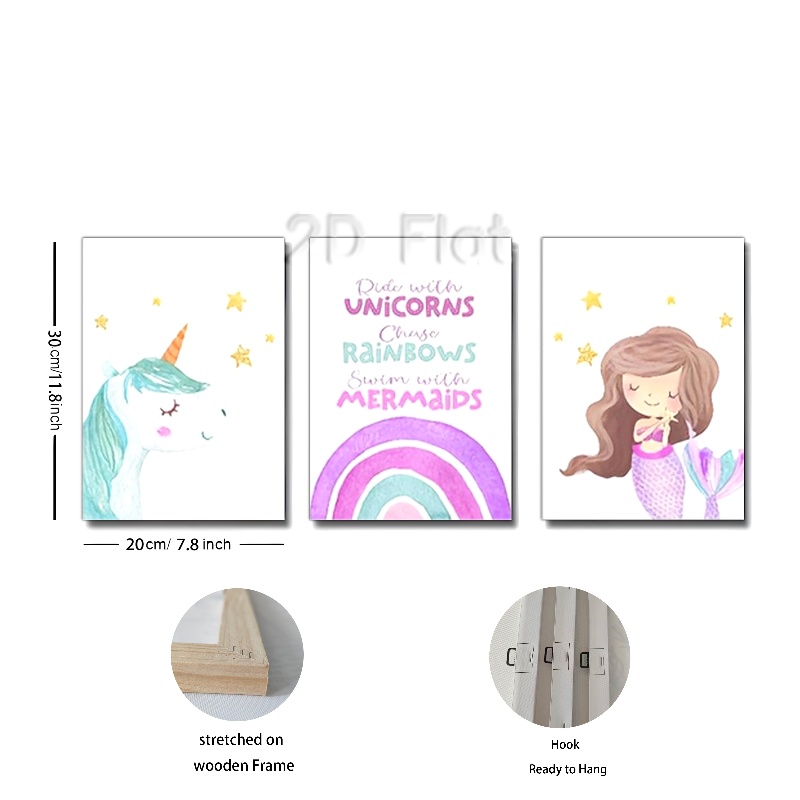 2D Flat
Ride with
UNiCORNS
Chase
RAiNBOWS
Swim with
MERMAiDS
30cm/11.8inch
20cm/ 7.8 inch
stretched on
wooden Frame
Hook
Ready to Hang